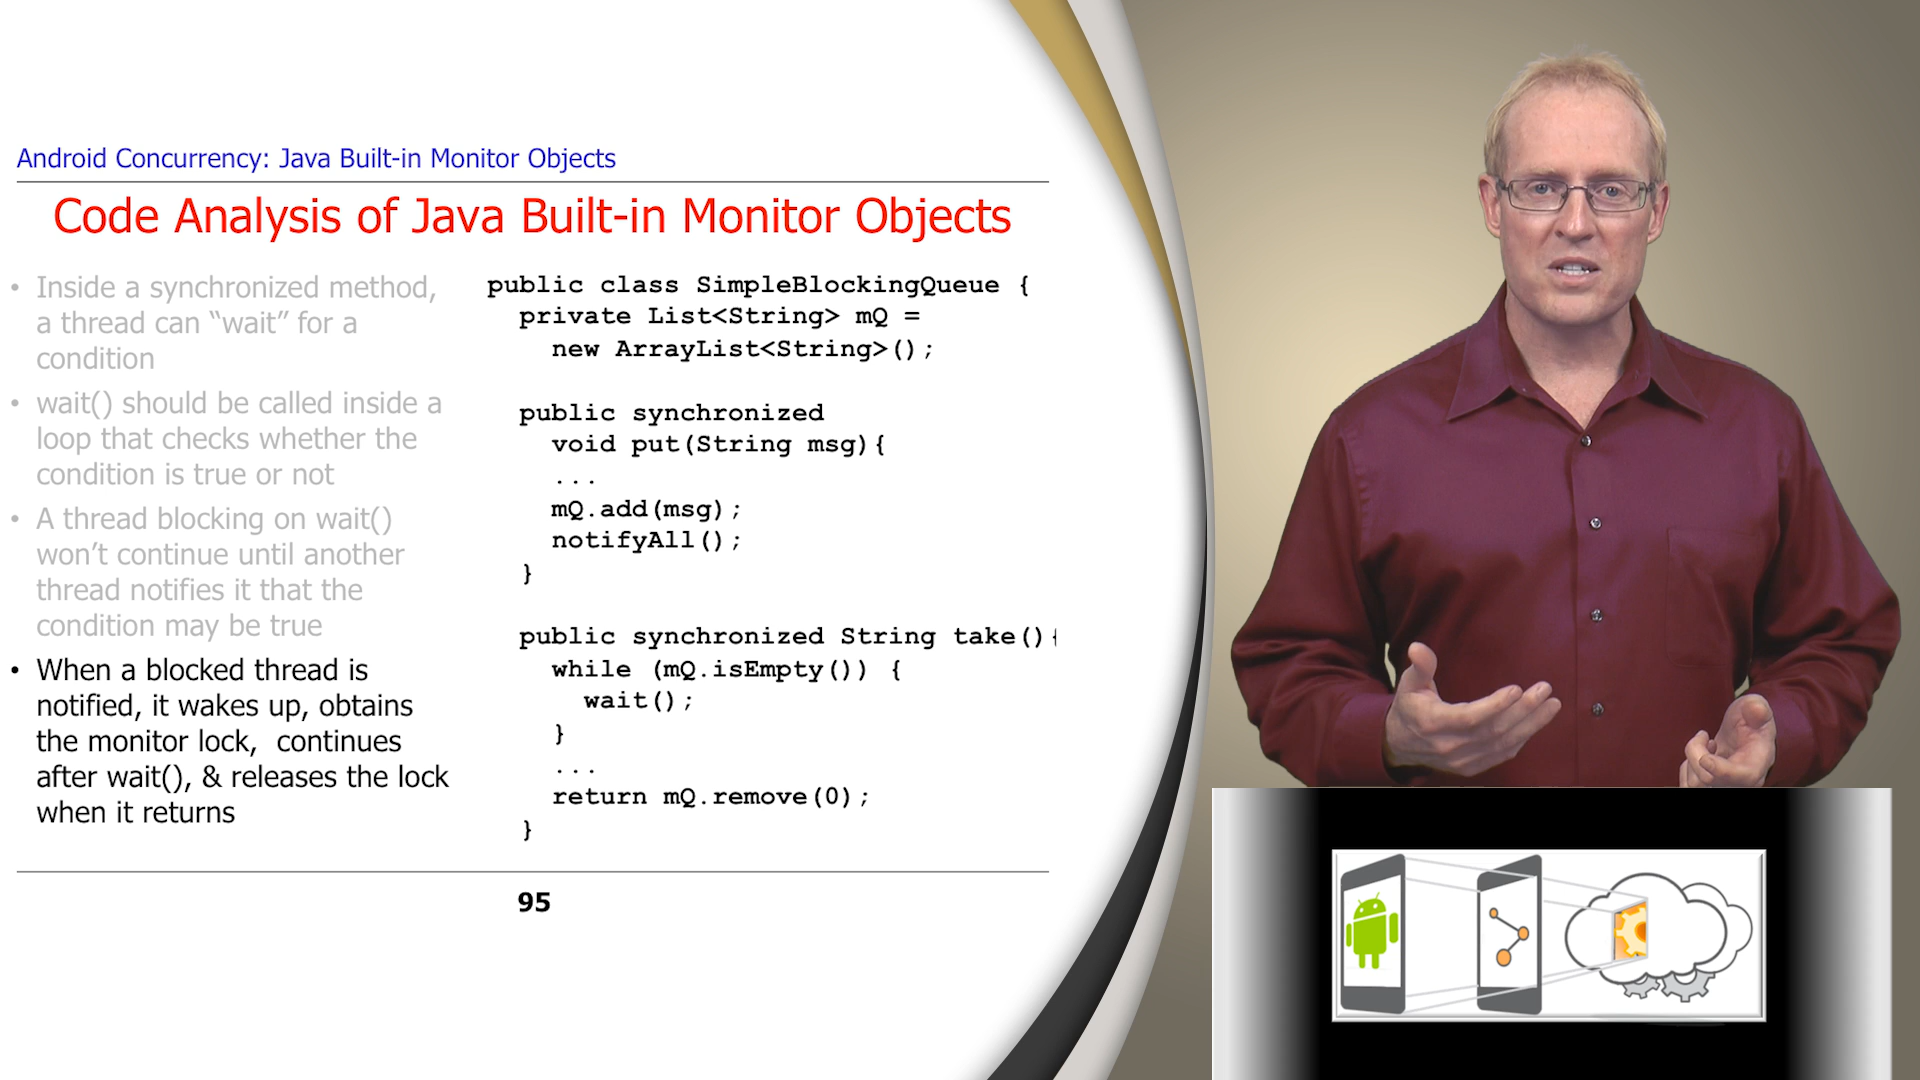 Android Concurrency: Java Built-in Monitor Objects
Code Analysis of Java Built-in Monitor Objects
• Inside a synchronized method,
a thread can “wait” for a
condition
• wait() should be called inside a
loop that checks whether the
condition is true or not
• A thread blocking on wait()
won’t continue until another
thread notifies it that the
condition may be true
• When a blocked thread is
notified, it wakes up, obtains
the monitor lock,  continues
after wait(), & releases the lock
when it returns
public class SimpleBlockingQueue {
private List<String> mQ =
new ArrayList<String>();
public synchronized
void put(String msg){
...
mQ.add(msg);
notifyAll();
}
public synchronized String take(){
while (mQ.isEmpty()) {
wait();
}
...
return mQ.remove(0);
}
95